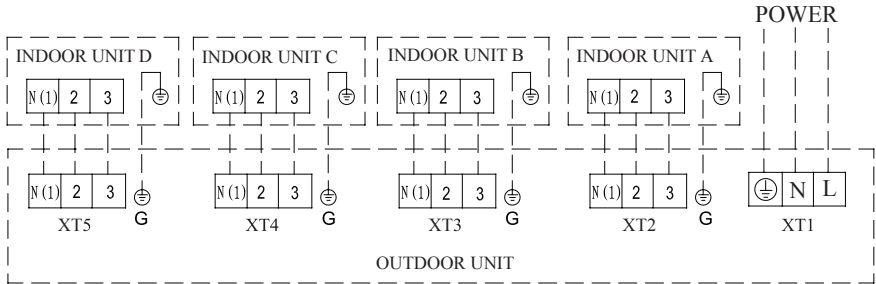 POWER
INDOOR UNIT D INDOOR UNIT C INDOOR UNIT B INDOOR UNIT A
N (1) 2 3 N (1) 2 3 N (1) 2 3 N (1) 2 3
N (1) 2 3 N (1) 2 3 N (1) 2 3 N (1) 2 3 N L
XT5 G XT4 G XT3 G XT2 G XT1
OUTDOOR UNIT